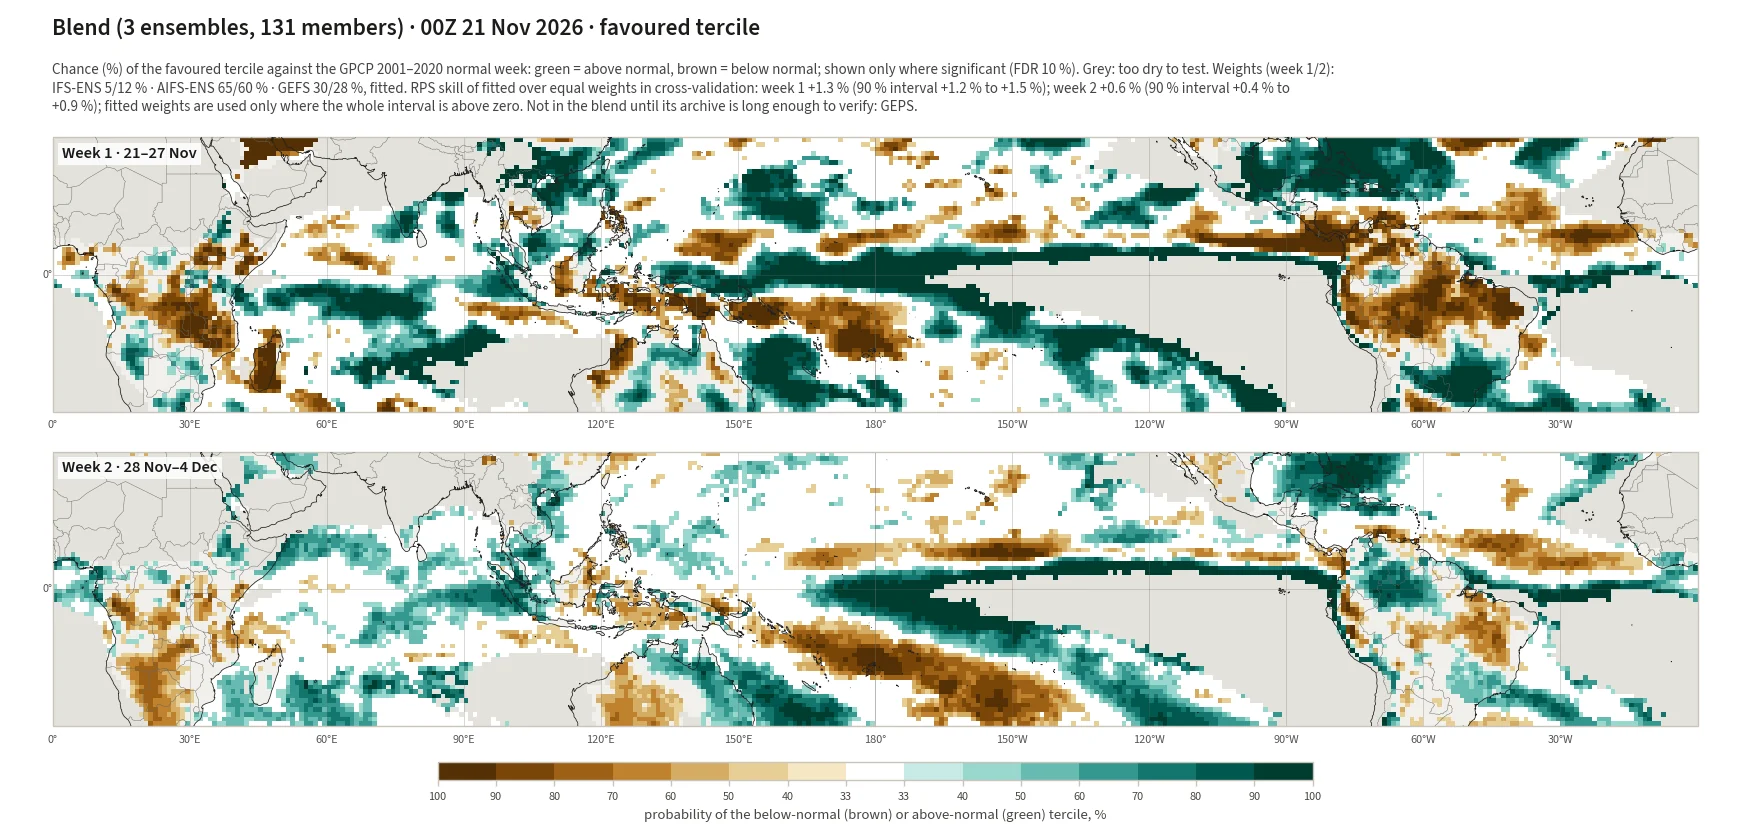 Blend (3 ensembles, 131 members) · 00Z 21 Nov 2026 · favoured tercile
Chance (%) of the favoured tercile against the GPCP 2001–2020 normal week: green = above normal, brown = below normal; shown only where significant (FDR 10 %). Grey: too dry to test. Weights (week 1/2):
IFS-ENS 5/12 % · AIFS-ENS 65/60 % · GEFS 30/28 %, fitted. RPS skill of fitted over equal weights in cross-validation: week 1 +1.3 % (90 % interval +1.2 % to +1.5 %); week 2 +0.6 % (90 % interval +0.4 % to
+0.9 %); fitted weights are used only where the whole interval is above zero. Not in the blend until its archive is long enough to verify: GEPS.
Week 1 · 21–27 Nov
0°
0° 30°E 60°E 90°E 120°E 150°E 180° 150°W 120°W 90°W 60°W 30°W
Week 2 · 28 Nov–4 Dec
0°
0° 30°E 60°E 90°E 120°E 150°E 180° 150°W 120°W 90°W 60°W 30°W
100 90 80 70 60 50 40 33 33 40 50 60 70 80 90 100
probability of the below-normal (brown) or above-normal (green) tercile, %